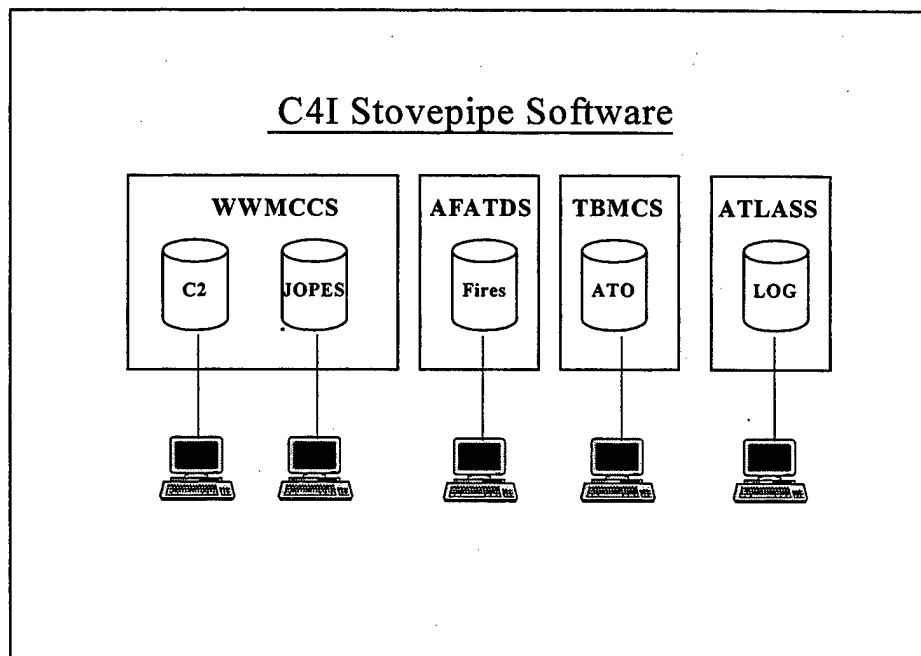 C4I Stovepipe Software
WWMCCS AFATDS TBMCS ATLASS
C2 JOPES Fires ATO LOG